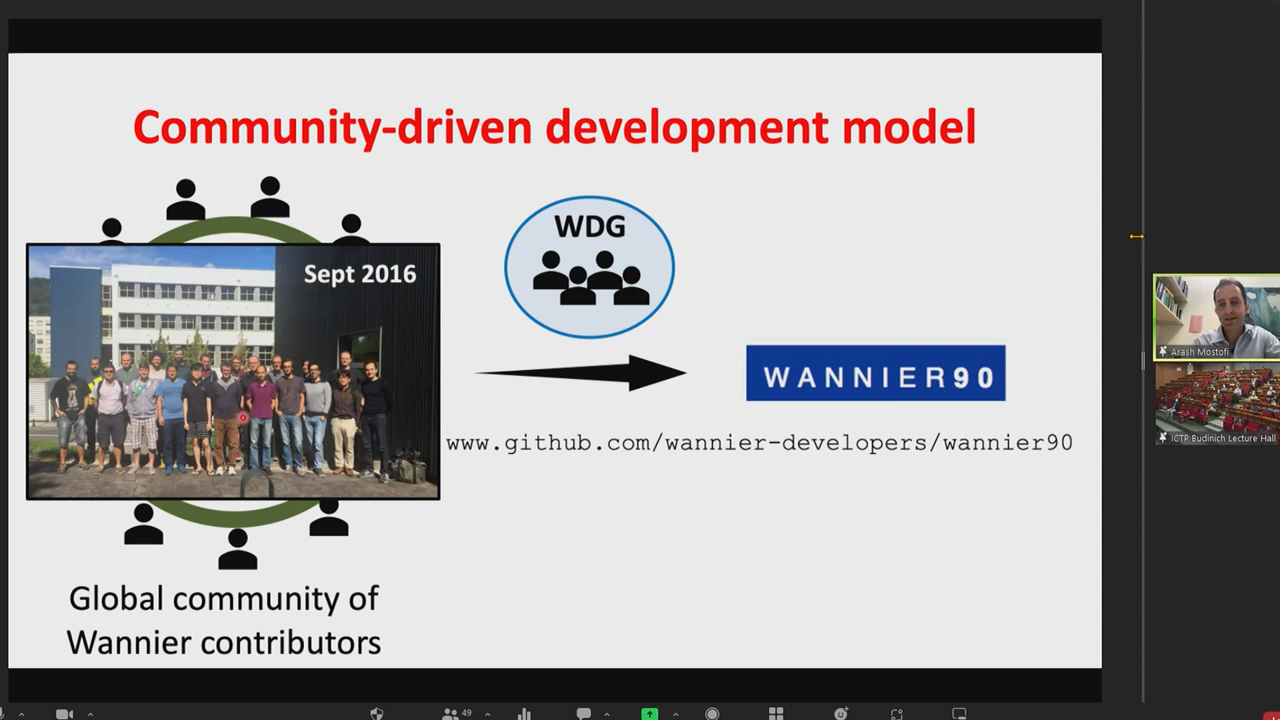 Community-driven development model
WDG
Sept 2016
WANNIER90
www.github.com/wannier-developers/wannier90
Global community of
Wannier contributors
Arash Mostofi
ICTP Budinich Lecture Hall
49